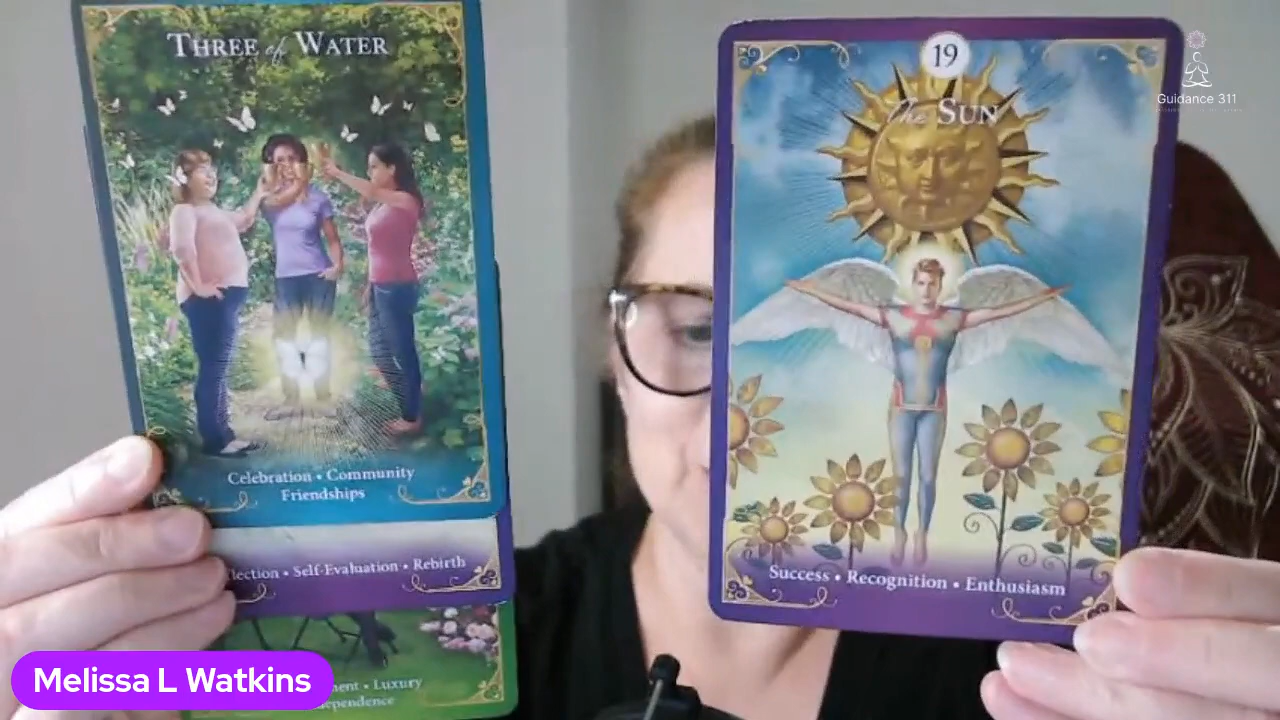 THREE of WATER
Celebration • Community
Friendships
Self-Evaluation • Rebirth
Luxury
19
The SUN
Success • Recognition • Enthusiasm
Guidance 311
Melissa L Watkins